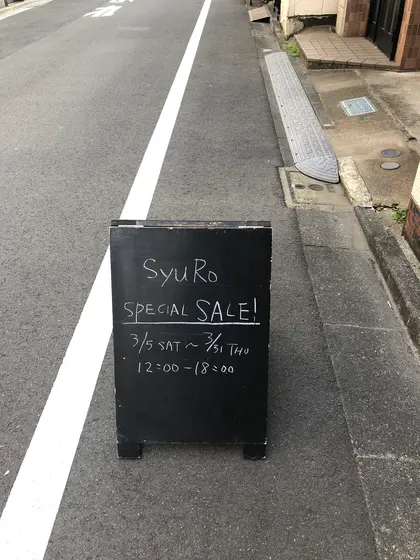 SyuRo
SPECIAL SALE!
3/5 SAT ~ 3/31 THU
12:00 - 18:00